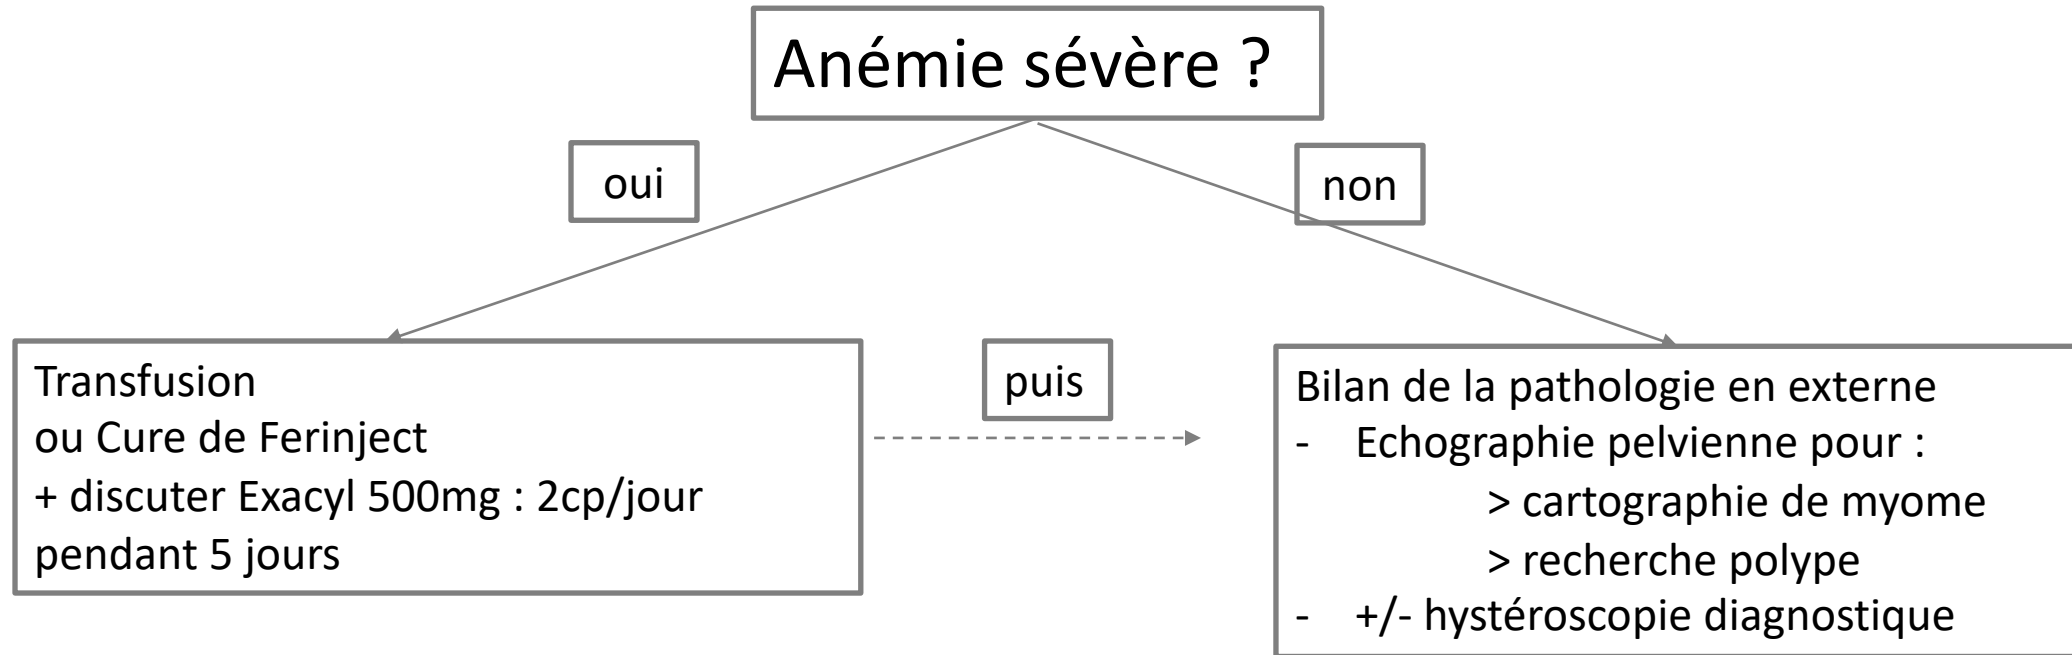 Anémie sévère ?
oui
non
Transfusion
ou Cure de Ferinject
+ discuter Exacyl 500mg : 2cp/jour
pendant 5 jours
puis
Bilan de la pathologie en externe
- Echographie pelvienne pour :
> cartographie de myome
> recherche polype
- +/- hystéroscopie diagnostique